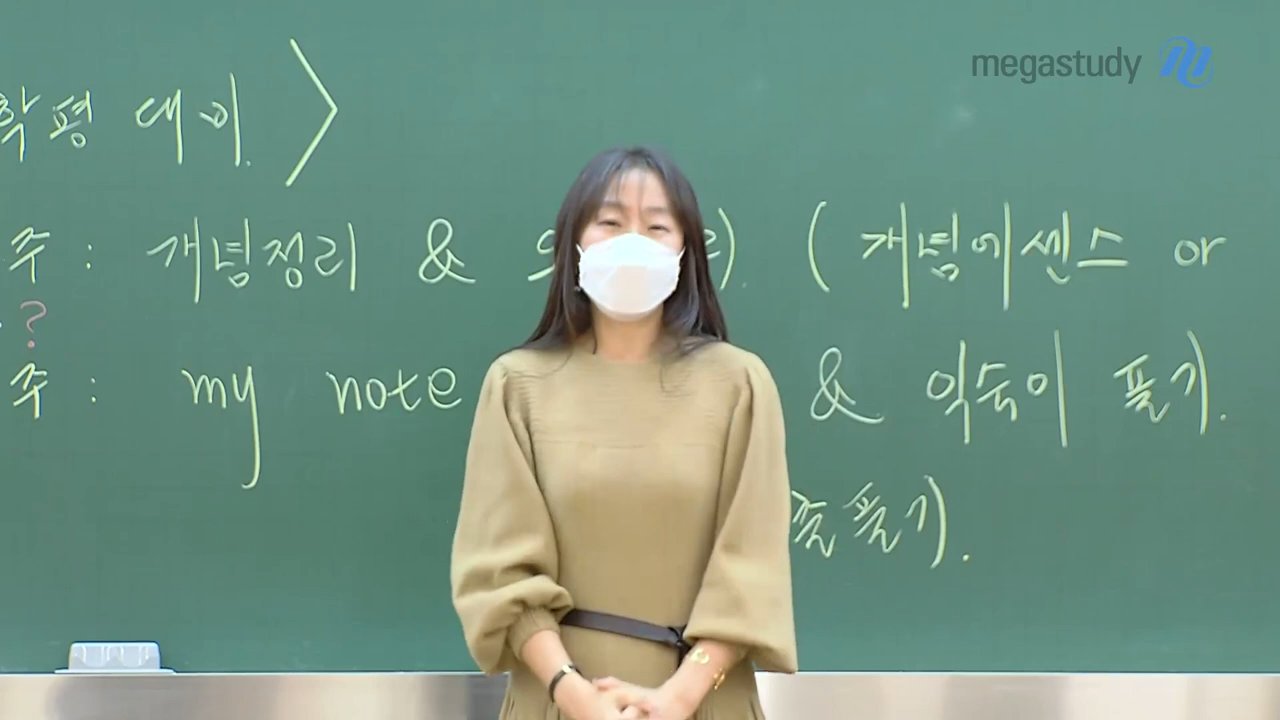 megastudy
학평 대비.
주 : 개념정리 & ( 개념에센스 or
?
주 : my note & 익숙이 풀기.
풀기.